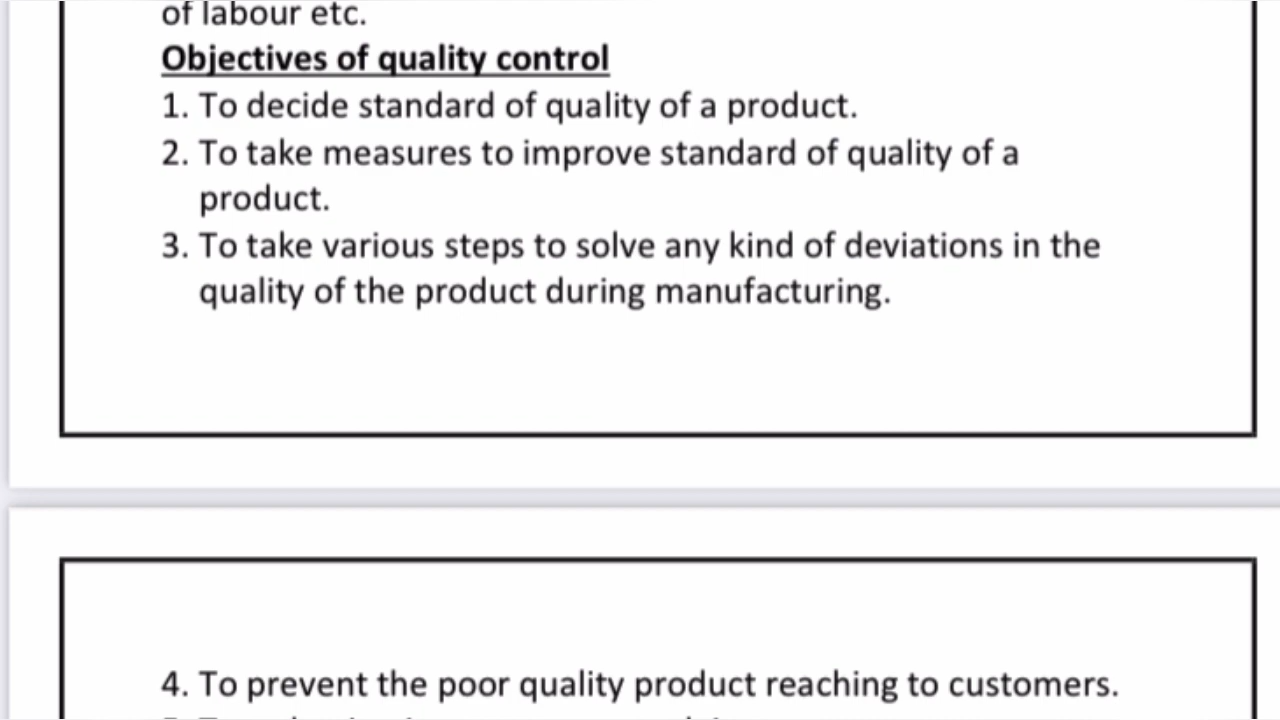 of labour etc.
Objectives of quality control
1. To decide standard of quality of a product.
2. To take measures to improve standard of quality of a
product.
3. To take various steps to solve any kind of deviations in the
quality of the product during manufacturing.
4. To prevent the poor quality product reaching to customers.